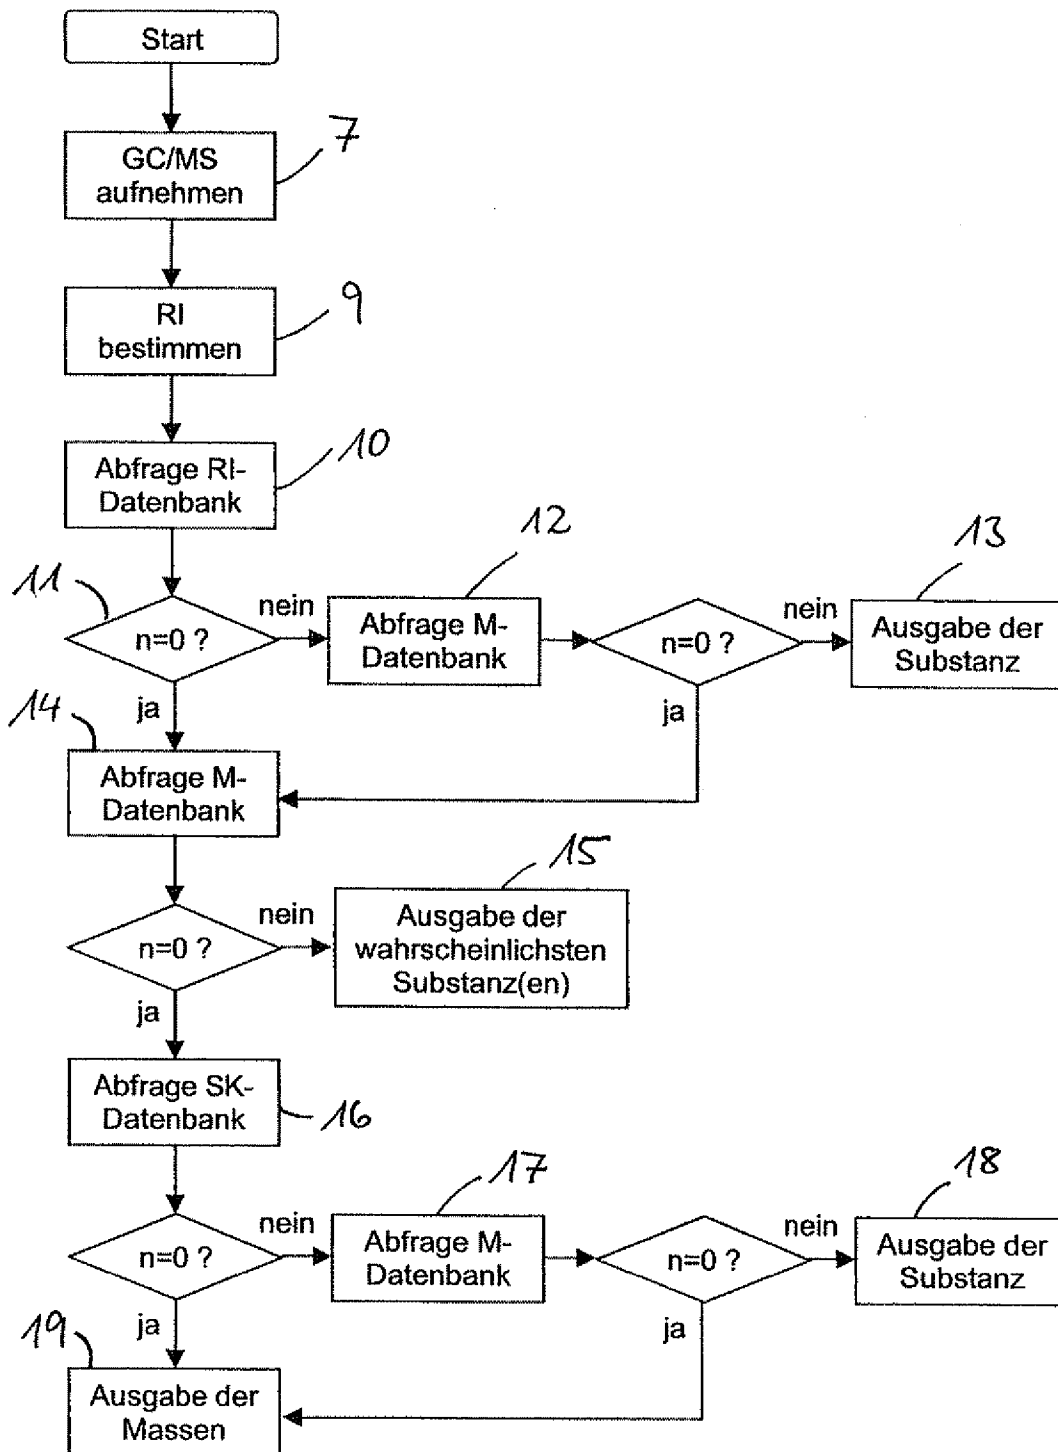 Start
7
GC/MS
aufnehmen
9
RI
bestimmen
10
Abfrage RI-
Datenbank
12
13
11
n=0 ?
nein
Abfrage M-
Datenbank
n=0 ?
nein
Ausgabe der
Substanz
ja
ja
14
Abfrage M-
Datenbank
15
n=0 ?
nein
Ausgabe der
wahrscheinlichsten
Substanz(en)
ja
Abfrage SK-
Datenbank
16
17
18
n=0 ?
nein
Abfrage M-
Datenbank
n=0 ?
nein
Ausgabe der
Substanz
ja
ja
19
Ausgabe der
Massen